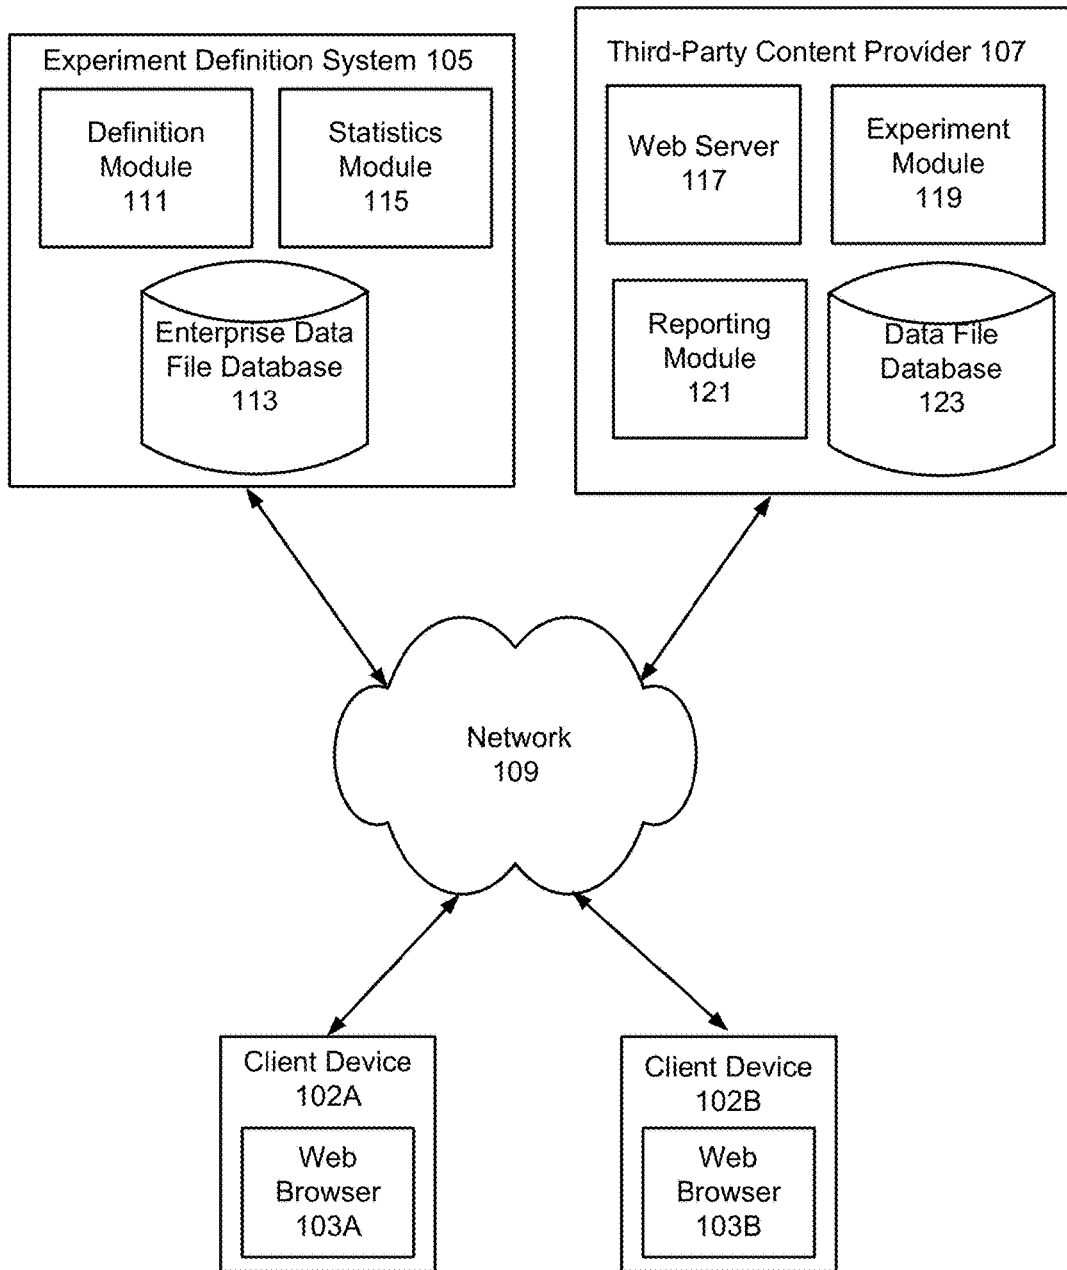 Experiment Definition System 105
Definition
Module
111
Statistics
Module
115
Enterprise Data
File Database
113
Third-Party Content Provider 107
Web Server
117
Experiment
Module
119
Reporting
Module
121
Data File
Database
123
Network
109
Client Device
102A
Web
Browser
103A
Client Device
102B
Web
Browser
103B